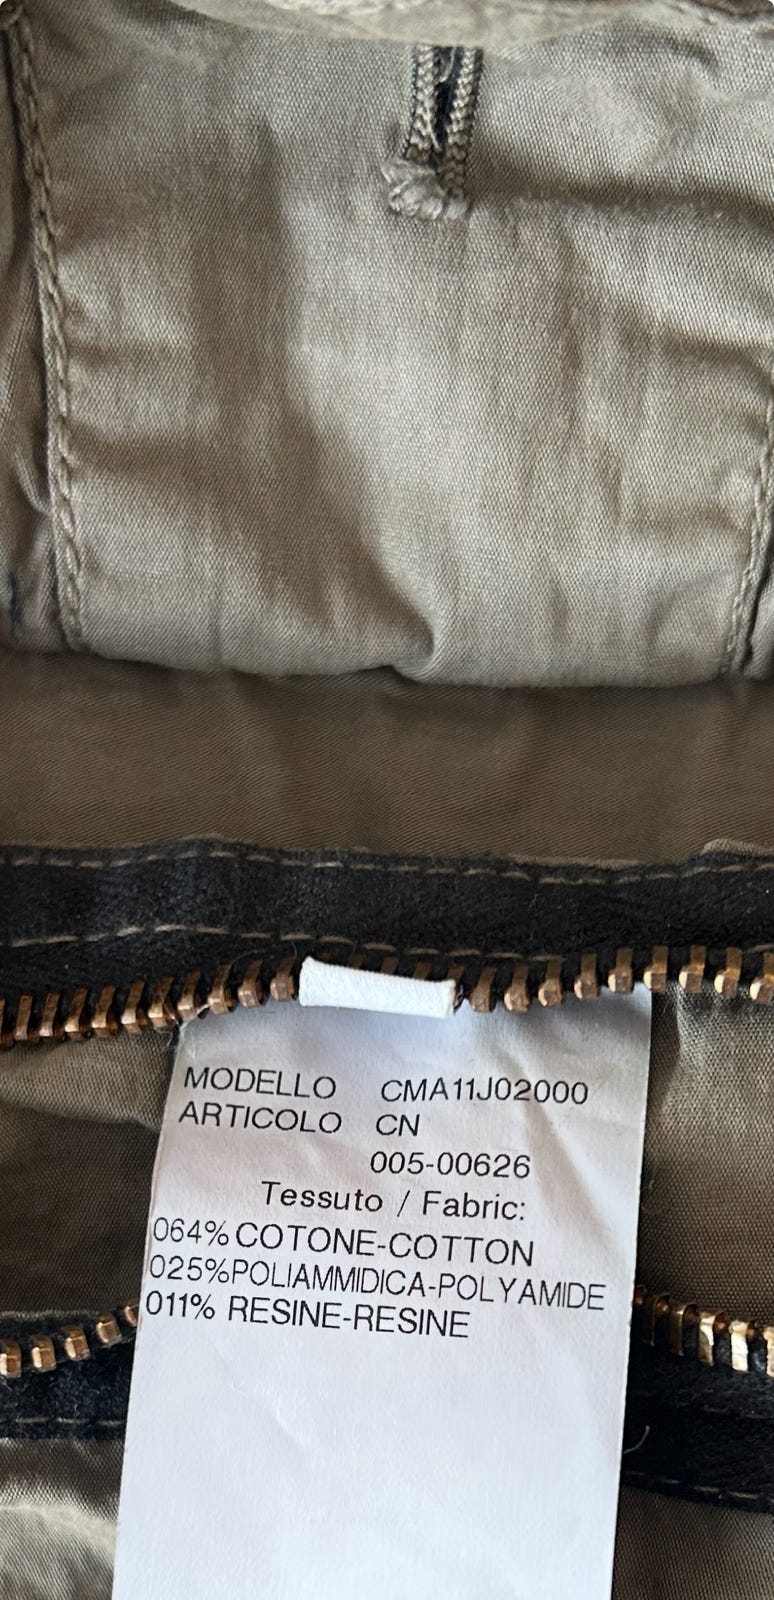 MODELLO CMA11J02000
ARTICOLO CN
005-00626
Tessuto / Fabric:
064% COTONE-COTTON
025%POLIAMMIDICA-POLYAMIDE
011% RESINE-RESINE